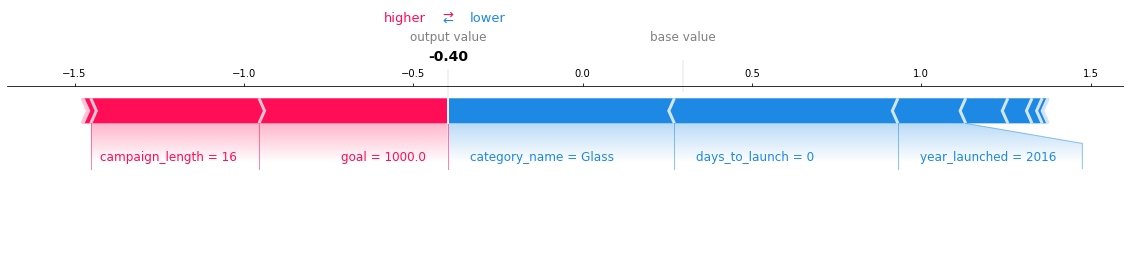 higher ⇄ lower
output value base value
-0.40
−1.5 −1.0 −0.5 0.0 0.5 1.0 1.5
campaign_length = 16 goal = 1000.0 category_name = Glass days_to_launch = 0 year_launched = 2016